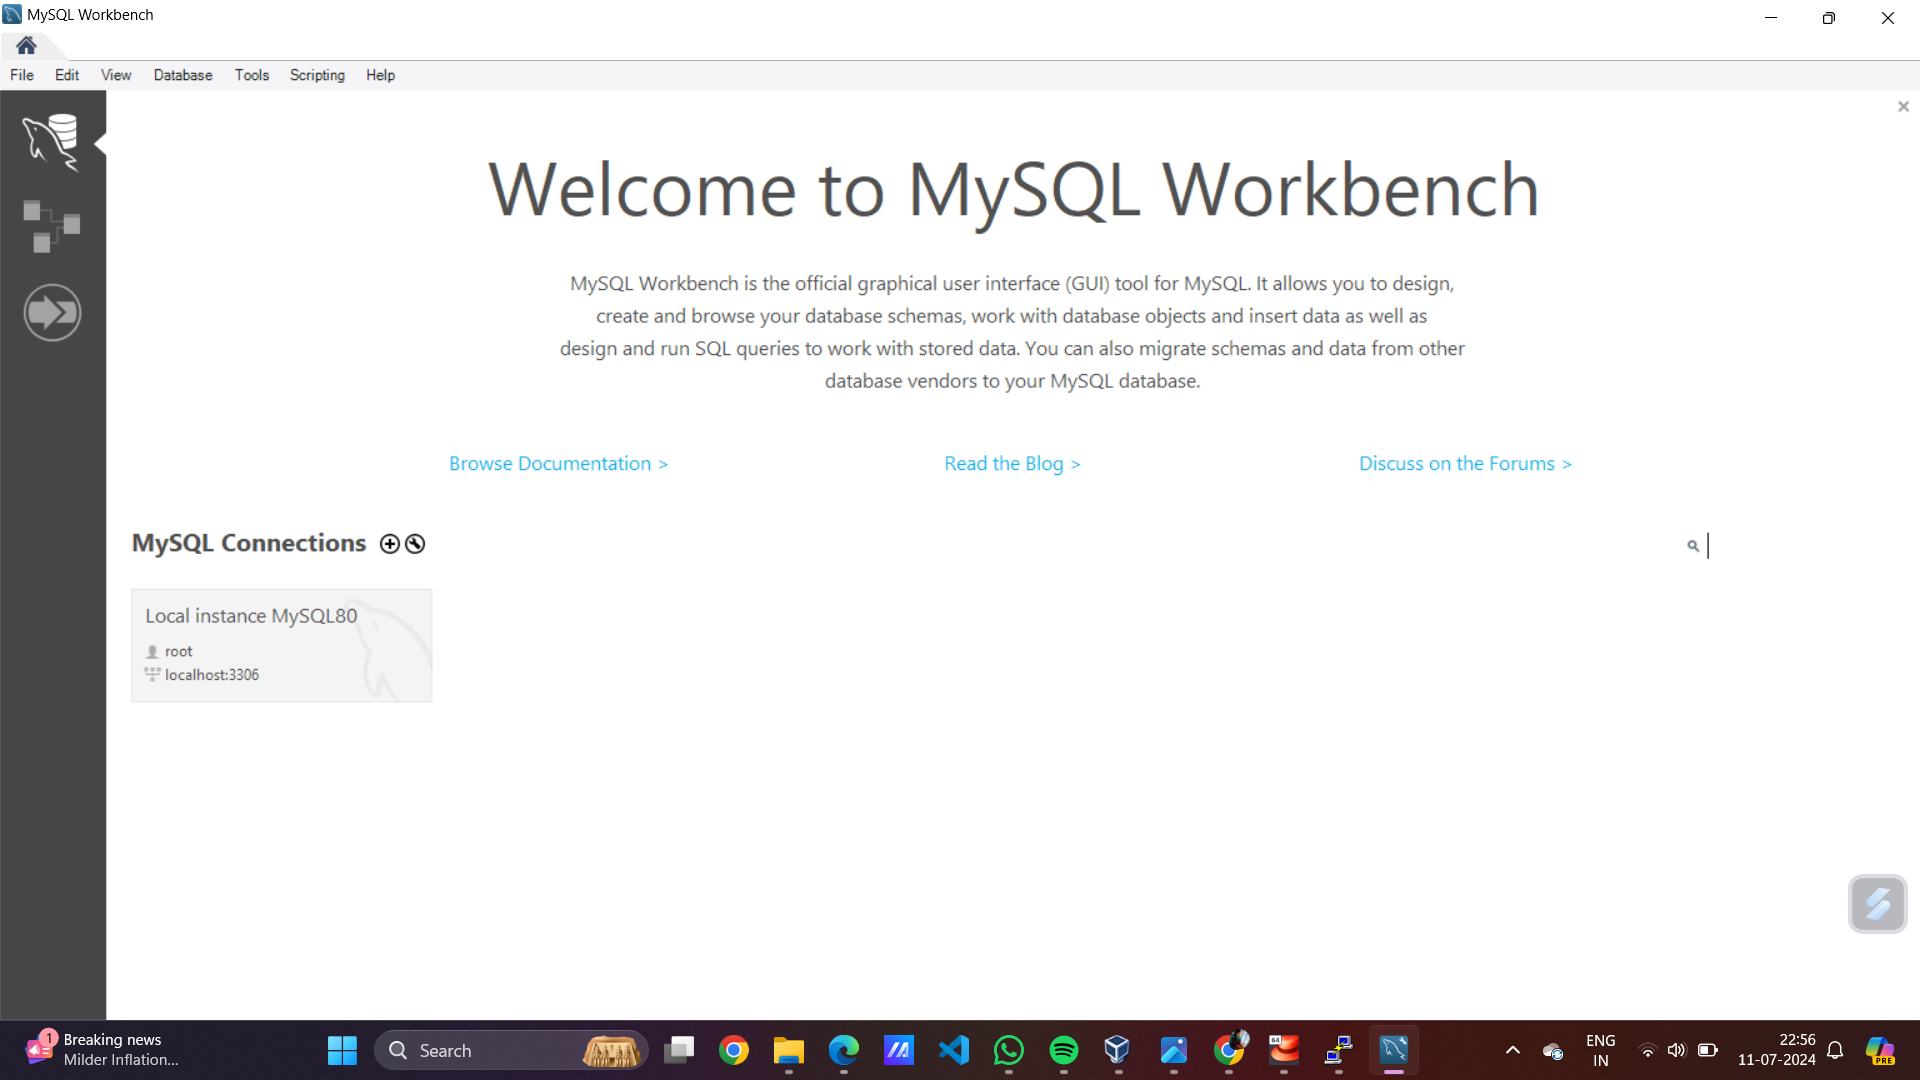 MySQL Workbench
File Edit View Database Tools Scripting Help
Welcome to MySQL Workbench
MySQL Workbench is the official graphical user interface (GUI) tool for MySQL. It allows you to design,
create and browse your database schemas, work with database objects and insert data as well as
design and run SQL queries to work with stored data. You can also migrate schemas and data from other
database vendors to your MySQL database.
Browse Documentation > Read the Blog > Discuss on the Forums >
MySQL Connections
Local instance MySQL80
root
localhost:3306
1
Breaking news
Milder Inflation...
Search
64
ENG
IN
22:56
11-07-2024
PRE